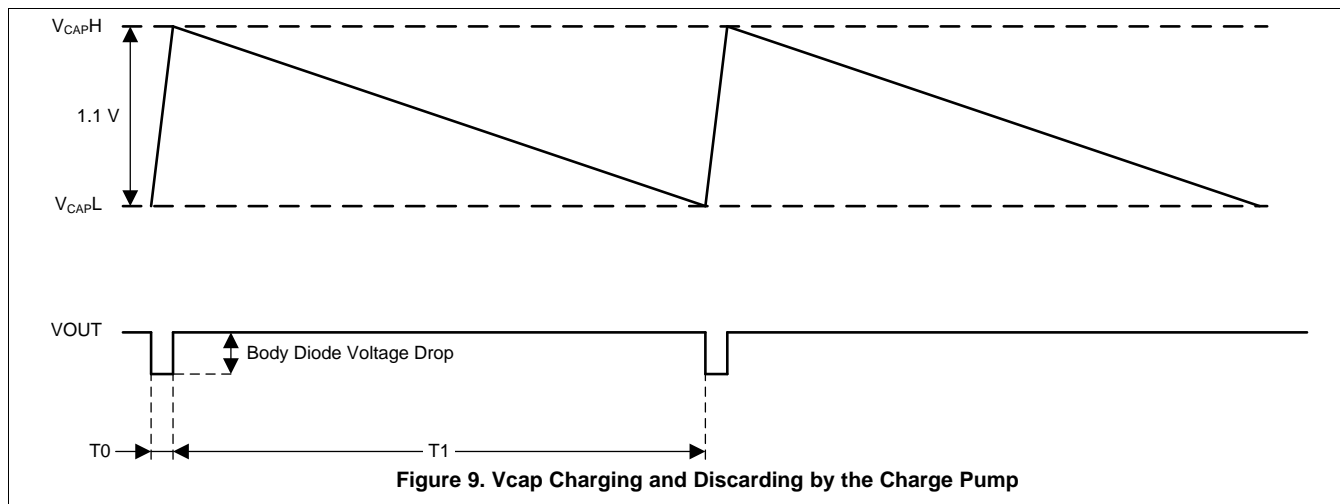 VCAPH
1.1 V
VCAPL
VOUT
Body Diode Voltage Drop
T0
T1
Figure 9. Vcap Charging and Discarding by the Charge Pump